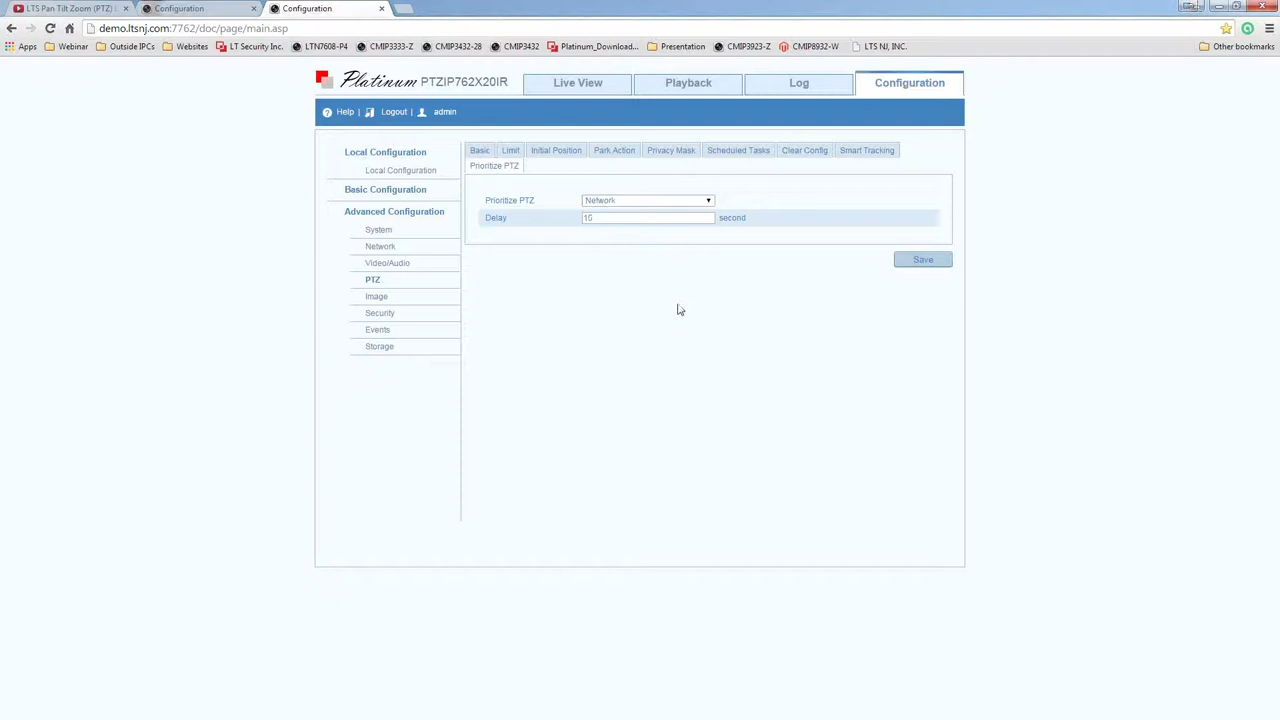 LTS Pan Tilt Zoom (PTZ) L
Configuration
Configuration
demo.ltsnj.com:7762/doc/page/main.asp
Apps Webinar Outside IPCs Websites LT Security Inc. LTN7608-P4 CMIP3333-Z CMIP3432-28 CMIP3432 Platinum_Download... Presentation CMIP3923-Z CMIP8932-W LTS NJ, INC. Other bookmarks
Platinum PTZIP762X20IR
Live View Playback Log Configuration
Help | Logout | admin
Local Configuration
Local Configuration
Basic Configuration
Advanced Configuration
System
Network
Video/Audio
PTZ
Image
Security
Events
Storage
Basic Limit Initial Position Park Action Privacy Mask Scheduled Tasks Clear Config Smart Tracking
Prioritize PTZ
Prioritize PTZ Network
Delay second
Save